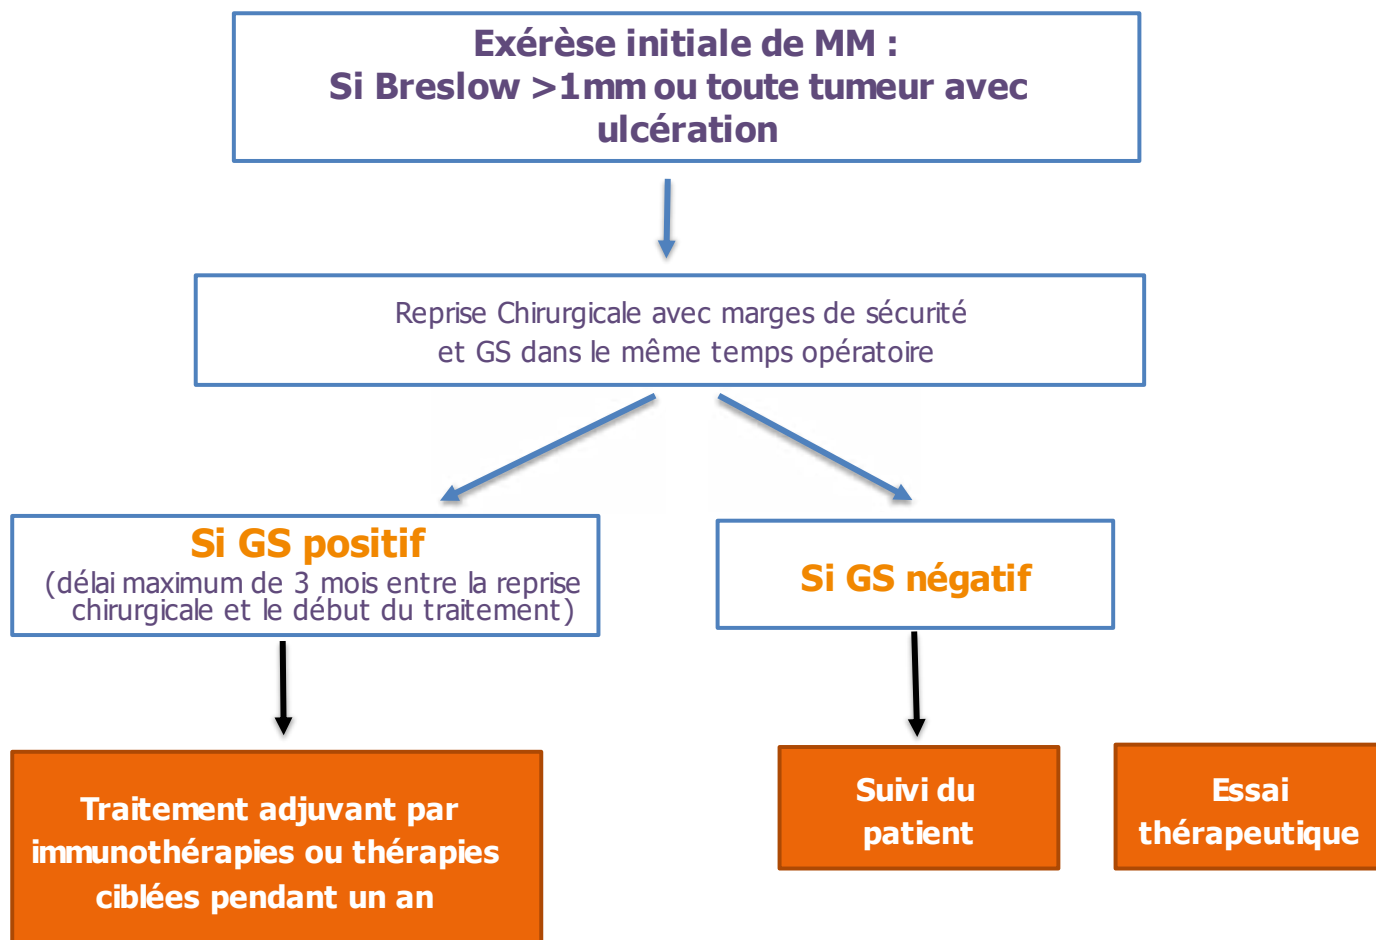 Exérèse initiale de MM :
Si Breslow >1mm ou toute tumeur avec
ulcération
Reprise Chirurgicale avec marges de sécurité
et GS dans le même temps opératoire
Si GS positif
(délai maximum de 3 mois entre la reprise
chirurgicale et le début du traitement)
Si GS négatif
Traitement adjuvant par
immunothérapies ou thérapies
ciblées pendant un an
Suivi du
patient
Essai
thérapeutique